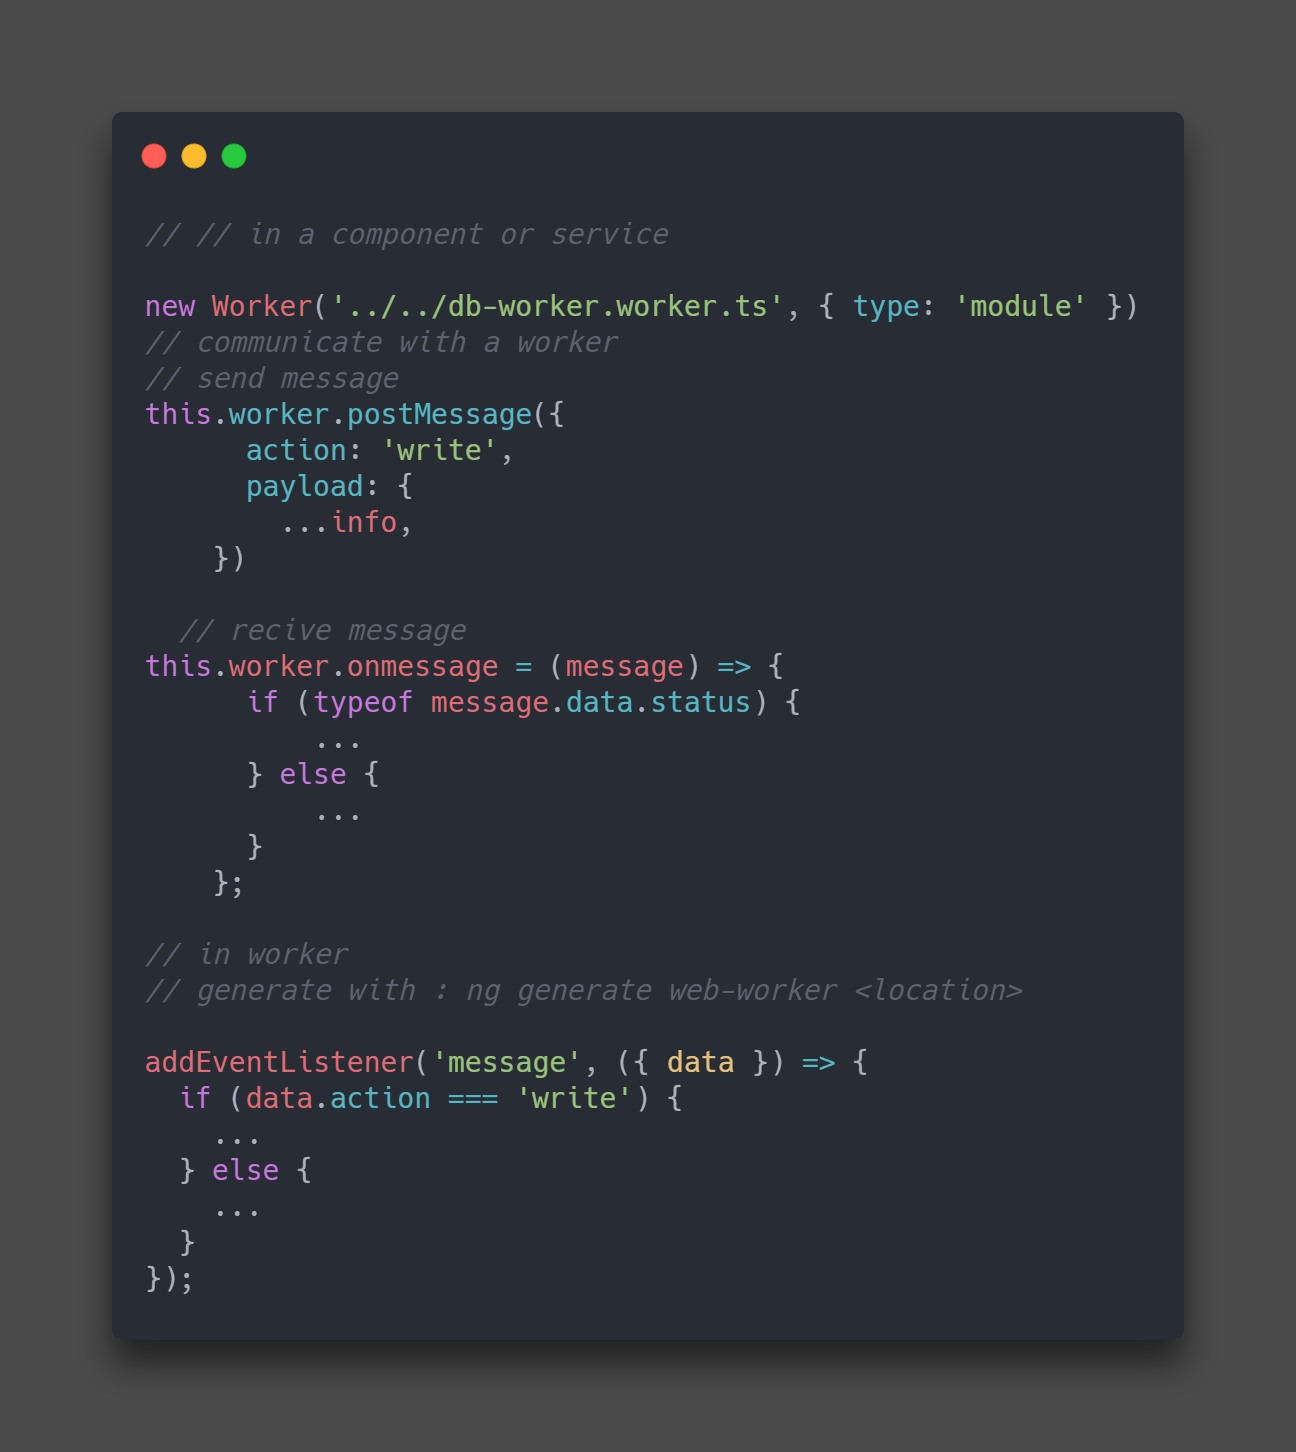 // // in a component or service
new Worker('../../db-worker.worker.ts', { type: 'module' })
// communicate with a worker
// send message
this.worker.postMessage({
      action: 'write',
      payload: {
        ...info,
    })
  // recive message
this.worker.onmessage = (message) => {
      if (typeof message.data.status) {
          ...
      } else {
          ...
      }
    };
// in worker
// generate with : ng generate web-worker <location>
addEventListener('message', ({ data }) => {
  if (data.action === 'write') {
    ...
  } else {
    ...
  }
});